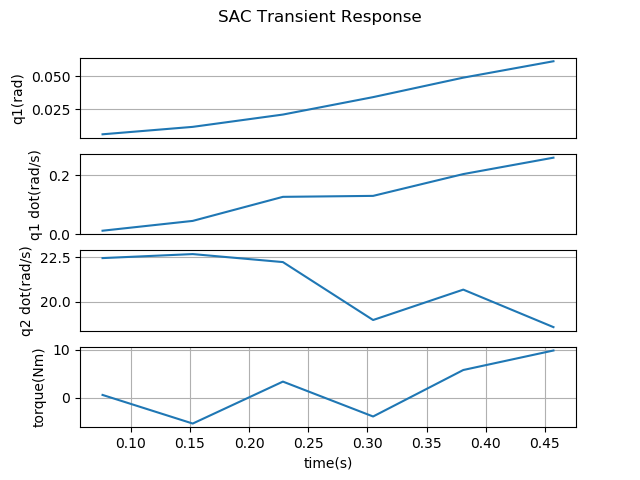 SAC Transient Response
q1(rad)
0.050
0.025
q1 dot(rad/s)
0.2
0.0
q2 dot(rad/s)
22.5
20.0
torque(Nm)
10
0
0.10 0.15 0.20 0.25 0.30 0.35 0.40 0.45
time(s)